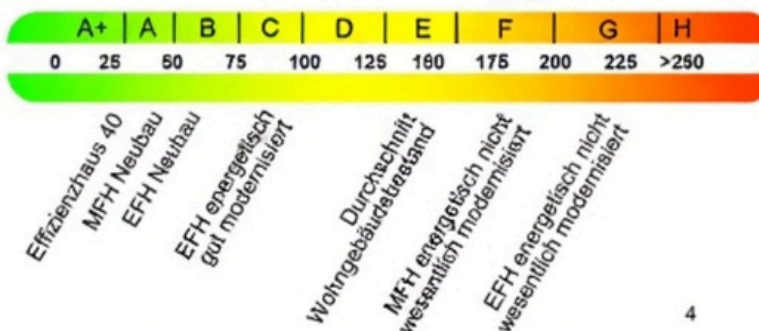 A+ A B C D E F G H
0 25 50 75 100 125 150 175 200 225 >250
Effizienzhaus 40
MFH Neubau
EFH Neubau
EFH energetisch
gut modernisiert
Durchschnitt
Wohngebäudebestand
MFH energetisch nicht
wesentlich modernisiert
EFH energetisch nicht
wesentlich modernisiert
4